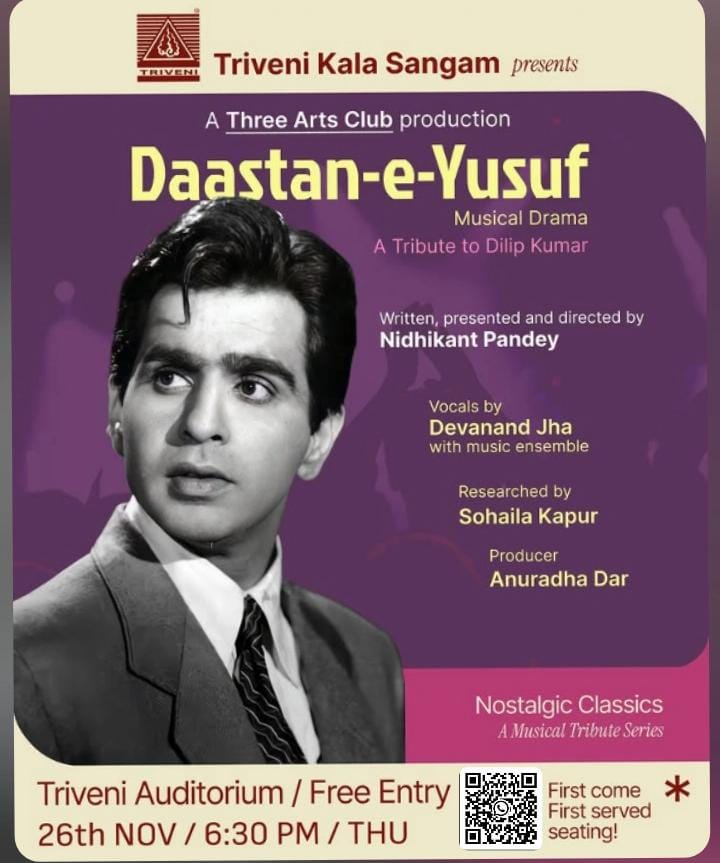 TRIVENI
Triveni Kala Sangam presents
A Three Arts Club production
Daastan-e-Yusuf
Musical Drama
A Tribute to Dilip Kumar
Written, presented and directed by
Nidhikant Pandey
Vocals by
Devanand Jha
with music ensemble
Researched by
Sohaila Kapur
Producer
Anuradha Dar
Nostalgic Classics
A Musical Tribute Series
Triveni Auditorium / Free Entry
26th NOV / 6:30 PM / THU
First come *
First served
seating!